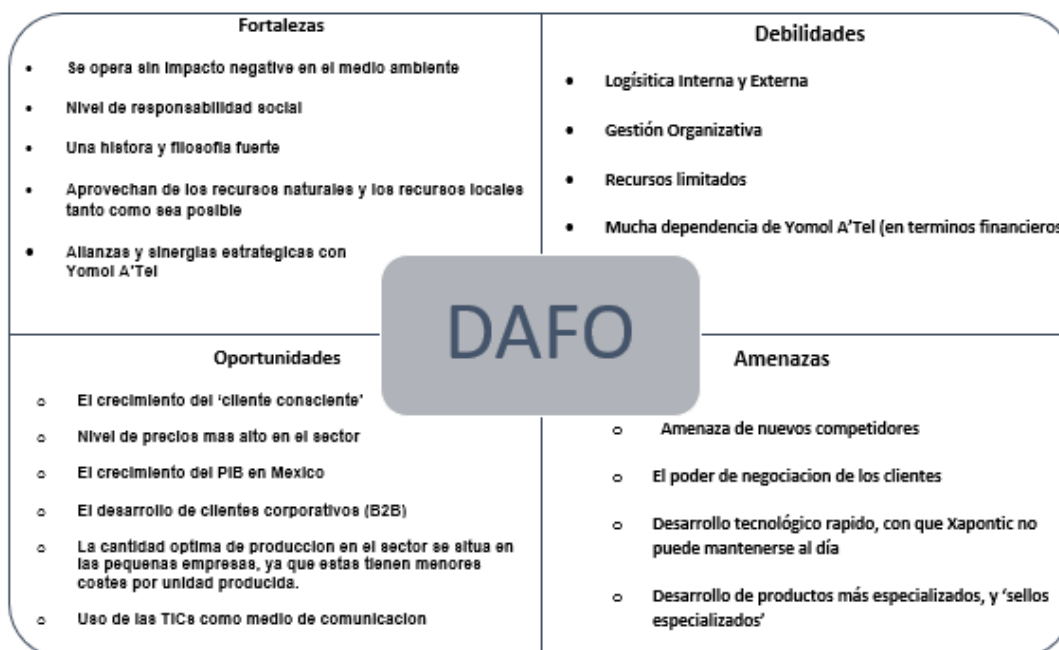 Fortalezas
Se opera sin impacto negative en el medio ambiente
Nivel de responsabilidad social
Una histora y filosofia fuerte
Aprovechan de los recursos naturales y los recursos locales
tanto como sea posible
Alianzas y sinergias estrategicas con
Yomol A'Tel
Debilidades
Logísitica Interna y Externa
Gestión Organizativa
Recursos limitados
Mucha dependencia de Yomol A'Tel (en terminos financieros
DAFO
Oportunidades
El crecimiento del 'cliente consciente'
Nivel de precios mas alto en el sector
El crecimiento del PIB en Mexico
El desarrollo de clientes corporativos (B2B)
La cantidad optima de produccion en el sector se situa en
las pequenas empresas, ya que estas tienen menores
costes por unidad producida.
Uso de las TICs como medio de comunicacion
Amenazas
Amenaza de nuevos competidores
El poder de negociacion de los clientes
Desarrollo tecnológico rapido, con que Xapontic no
puede mantenerse al día
Desarrollo de productos más especializados, y 'sellos
especializados'